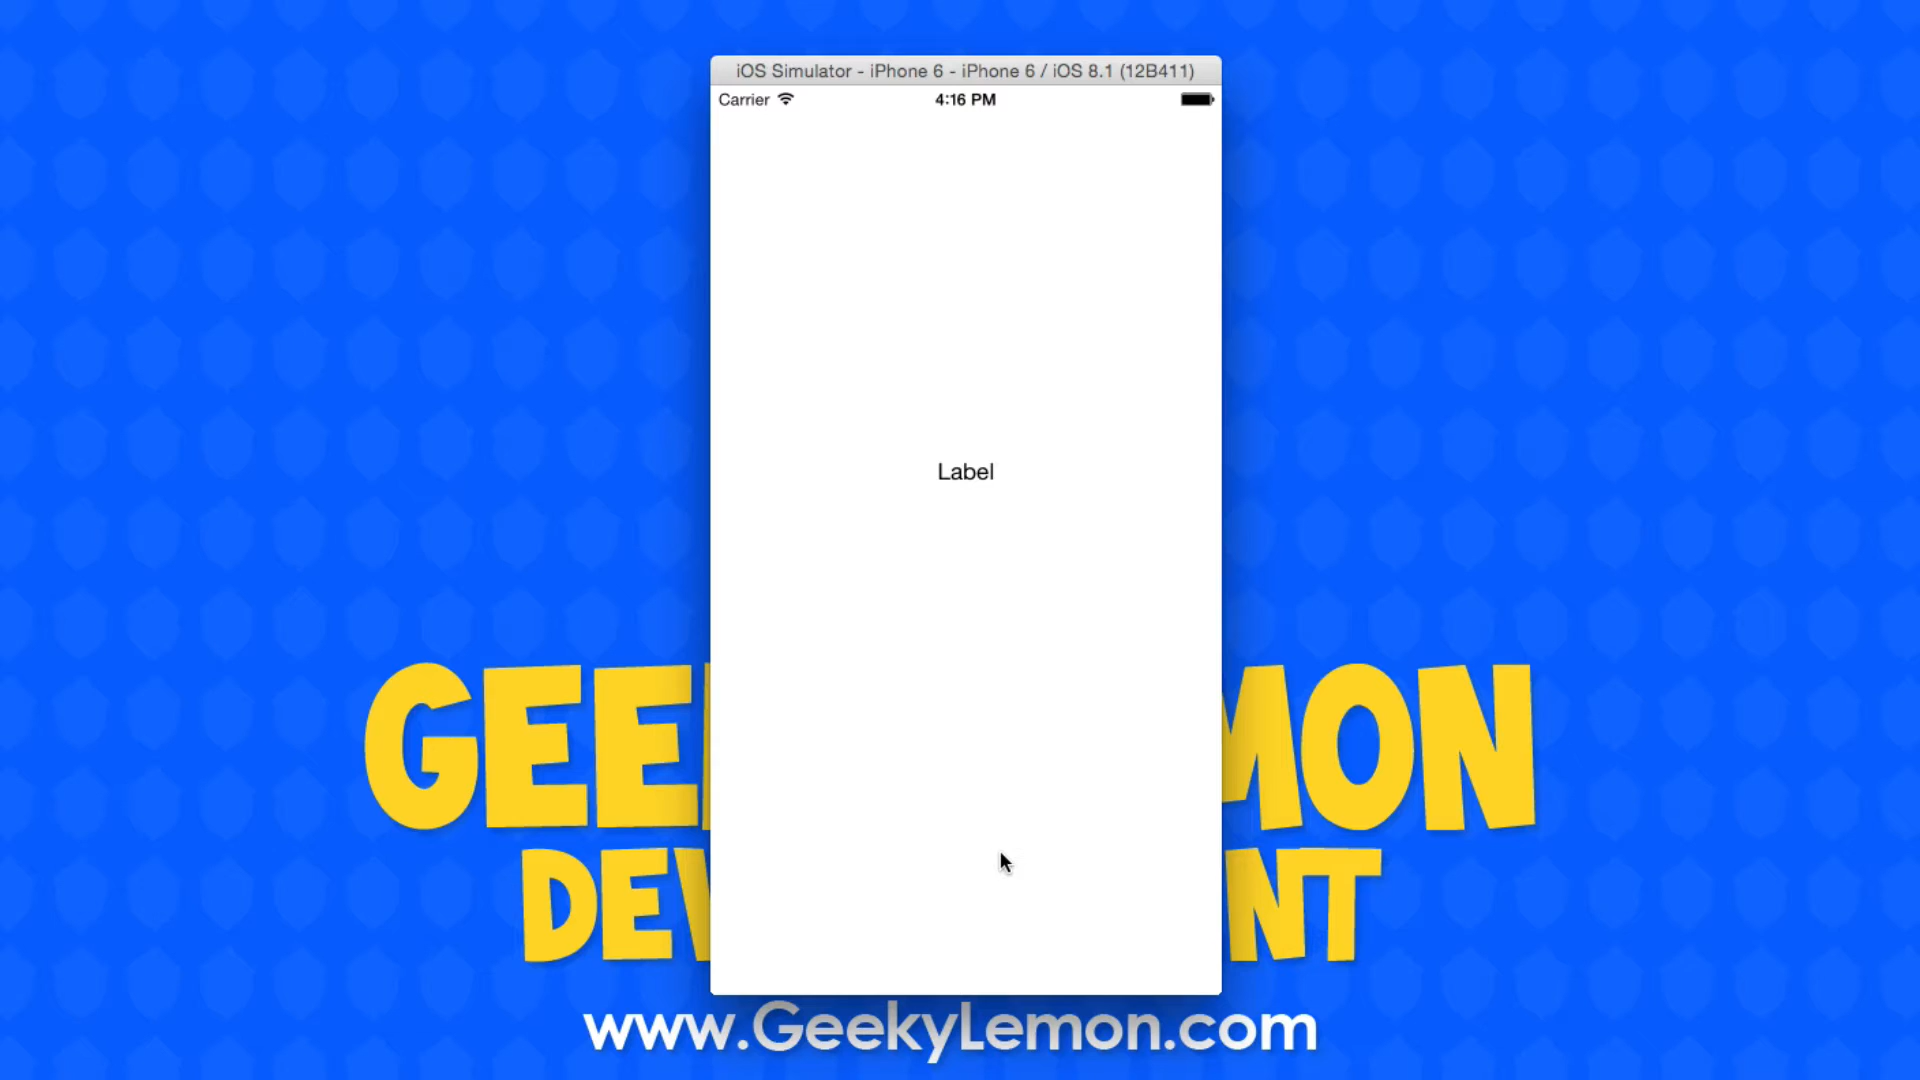 iOS Simulator - iPhone 6 - iPhone 6 / iOS 8.1 (12B411)
Carrier 4:16 PM
Label
GEE MON
DEV NT
www.GeekyLemon.com